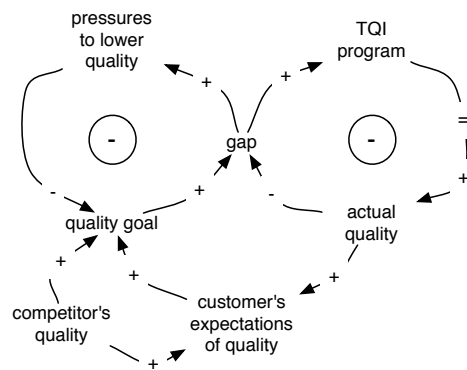 pressures
to lower
quality
TQI
program
+
+
=
-
-
gap
+
-
+
-
quality goal
actual
quality
+
+
+
competitor's
quality
customer's
expectations
of quality
+